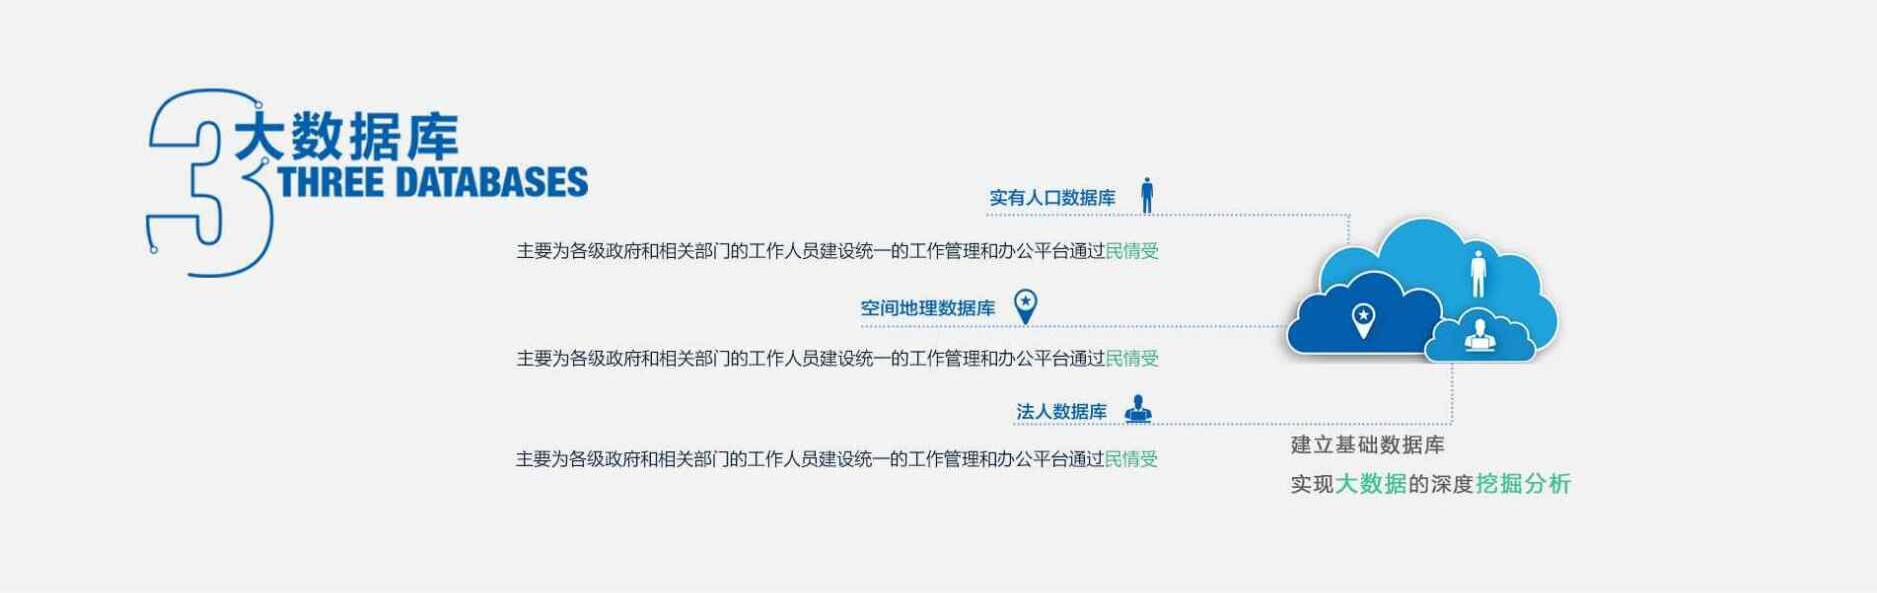 3大数据库
THREE DATABASES
实有人口数据库
主要为各级政府和相关部门的工作人员建设统一的工作管理和办公平台通过民情受
空间地理数据库
主要为各级政府和相关部门的工作人员建设统一的工作管理和办公平台通过民情受
法人数据库
主要为各级政府和相关部门的工作人员建设统一的工作管理和办公平台通过民情受
建立基础数据库
实现大数据的深度挖掘分析